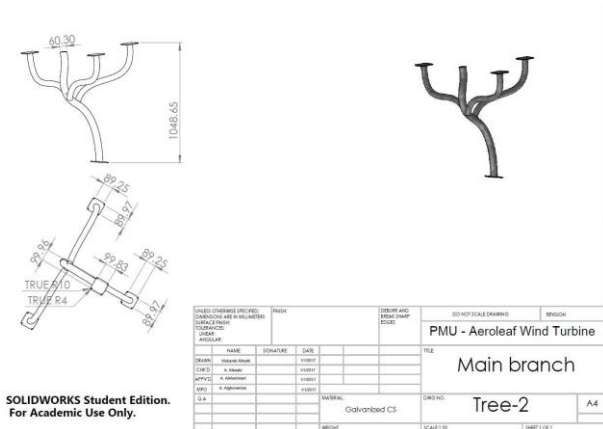 60.30
1048.65
89.25
89.97
99.96
99.83
89.25
89.97
TRUE R10
TRUE R4
SOLIDWORKS Student Edition.
For Academic Use Only.
UNLESS OTHERWISE SPECIFIED:
DIMENSIONS ARE IN MILLIMETERS
SURFACE FINISH:
TOLERANCES:
LINEAR:
ANGULAR:
FINISH:
DEBURR AND
BREAK SHARP
EDGES
DO NOT SCALE DRAWING
REVISION
PMU - Aeroleaf Wind Turbine
NAME
SIGNATURE
DATE
TITLE:
Main branch
DRAWN
CHK'D
APPV'D
MFG
Q.A
MATERIAL:
Galvanized CS
DWG NO.
Tree-2
A4
WEIGHT:
SCALE:1:20
SHEET 1 OF 1